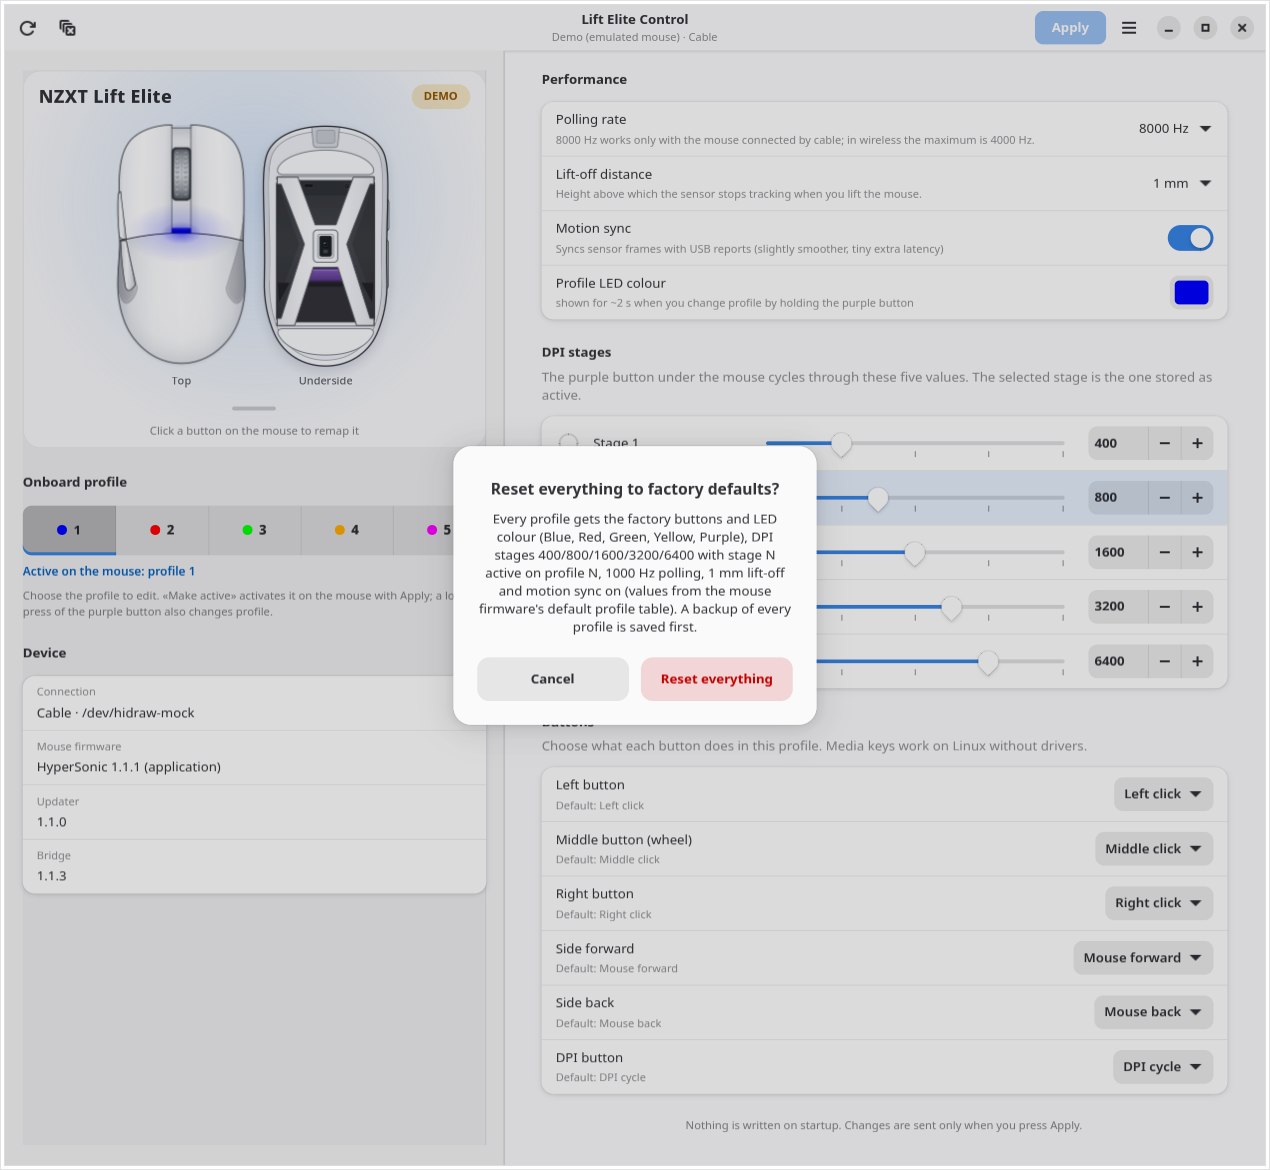 Lift Elite Control
Demo (emulated mouse) · Cable
Apply
NZXT Lift Elite
DEMO
Top
Underside
Click a button on the mouse to remap it
Onboard profile
1
2
3
4
5
Active on the mouse: profile 1
Choose the profile to edit. «Make active» activates it on the mouse with Apply; a lo
press of the purple button also changes profile.
Device
Connection
Cable · /dev/hidraw-mock
Mouse firmware
HyperSonic 1.1.1 (application)
Updater
1.1.0
Bridge
1.1.3
Performance
Polling rate
8000 Hz works only with the mouse connected by cable; in wireless the maximum is 4000 Hz.
8000 Hz
Lift-off distance
Height above which the sensor stops tracking when you lift the mouse.
1 mm
Motion sync
Syncs sensor frames with USB reports (slightly smoother, tiny extra latency)
Profile LED colour
shown for ~2 s when you change profile by holding the purple button
DPI stages
The purple button under the mouse cycles through these five values. The selected stage is the one stored as
active.
Stage 1
400
800
1600
3200
6400
Reset everything to factory defaults?
Every profile gets the factory buttons and LED
colour (Blue, Red, Green, Yellow, Purple), DPI
stages 400/800/1600/3200/6400 with stage N
active on profile N, 1000 Hz polling, 1 mm lift-off
and motion sync on (values from the mouse
firmware's default profile table). A backup of every
profile is saved first.
Cancel
Reset everything
Buttons
Choose what each button does in this profile. Media keys work on Linux without drivers.
Left button
Default: Left click
Left click
Middle button (wheel)
Default: Middle click
Middle click
Right button
Default: Right click
Right click
Side forward
Default: Mouse forward
Mouse forward
Side back
Default: Mouse back
Mouse back
DPI button
Default: DPI cycle
DPI cycle
Nothing is written on startup. Changes are sent only when you press Apply.